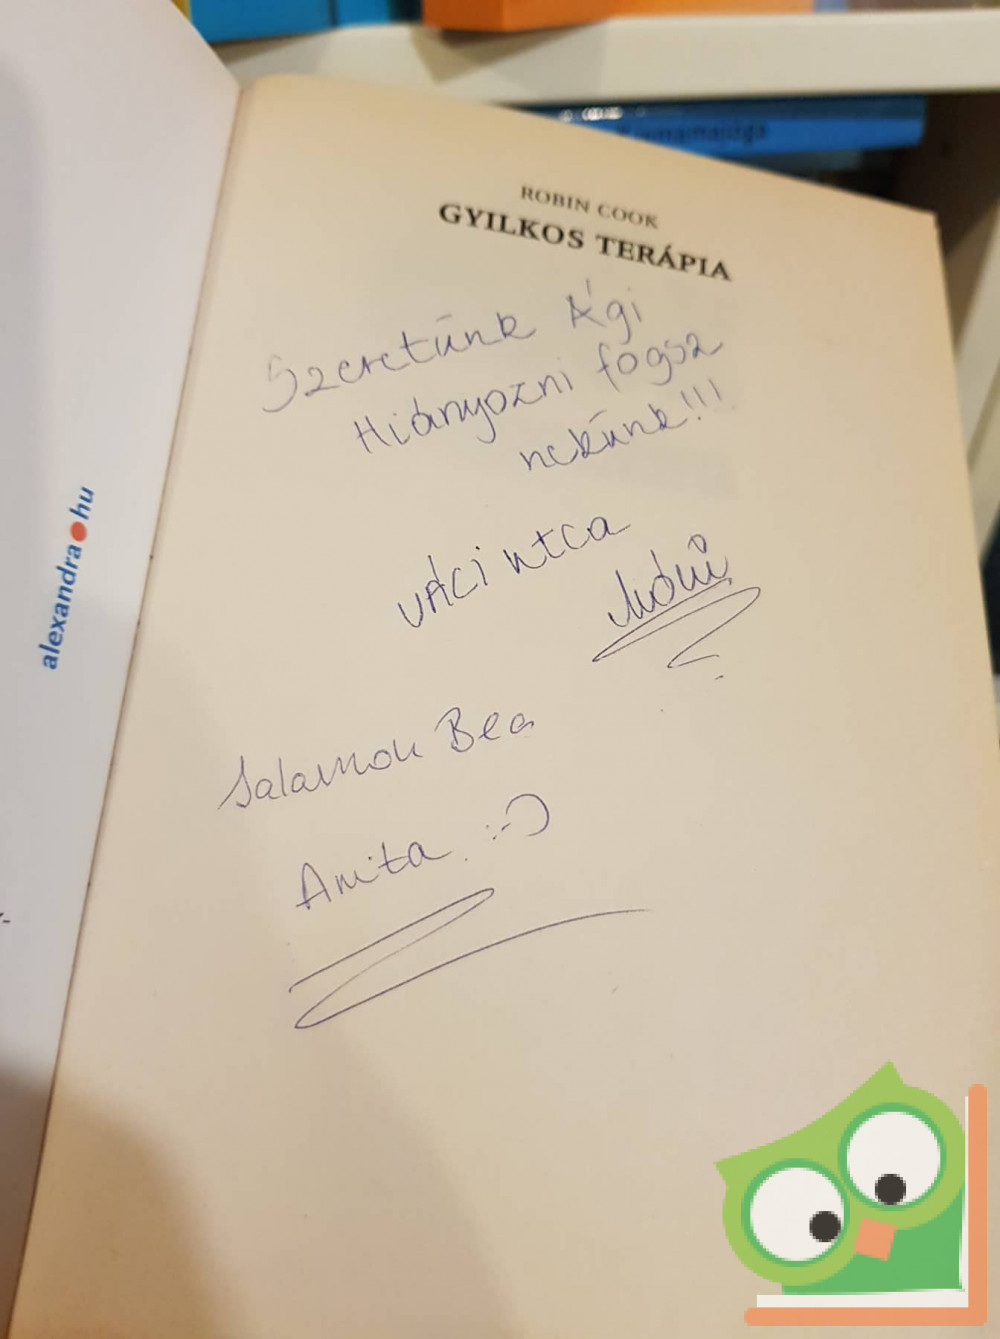 ROBIN COOK
GYILKOS TERÁPIA
Szeretünk Ági
Hiányozni fogsz
nekünk!!!
VÁCI utca
Salamon Bea
Anita :-)
alexandra.hu